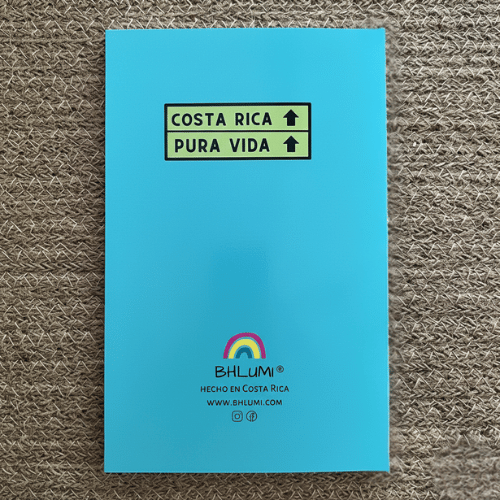 COSTA RICA
PURA VIDA
BHLUMI®
HECHO EN COSTA RICA
WWW.BHLUMI.COM